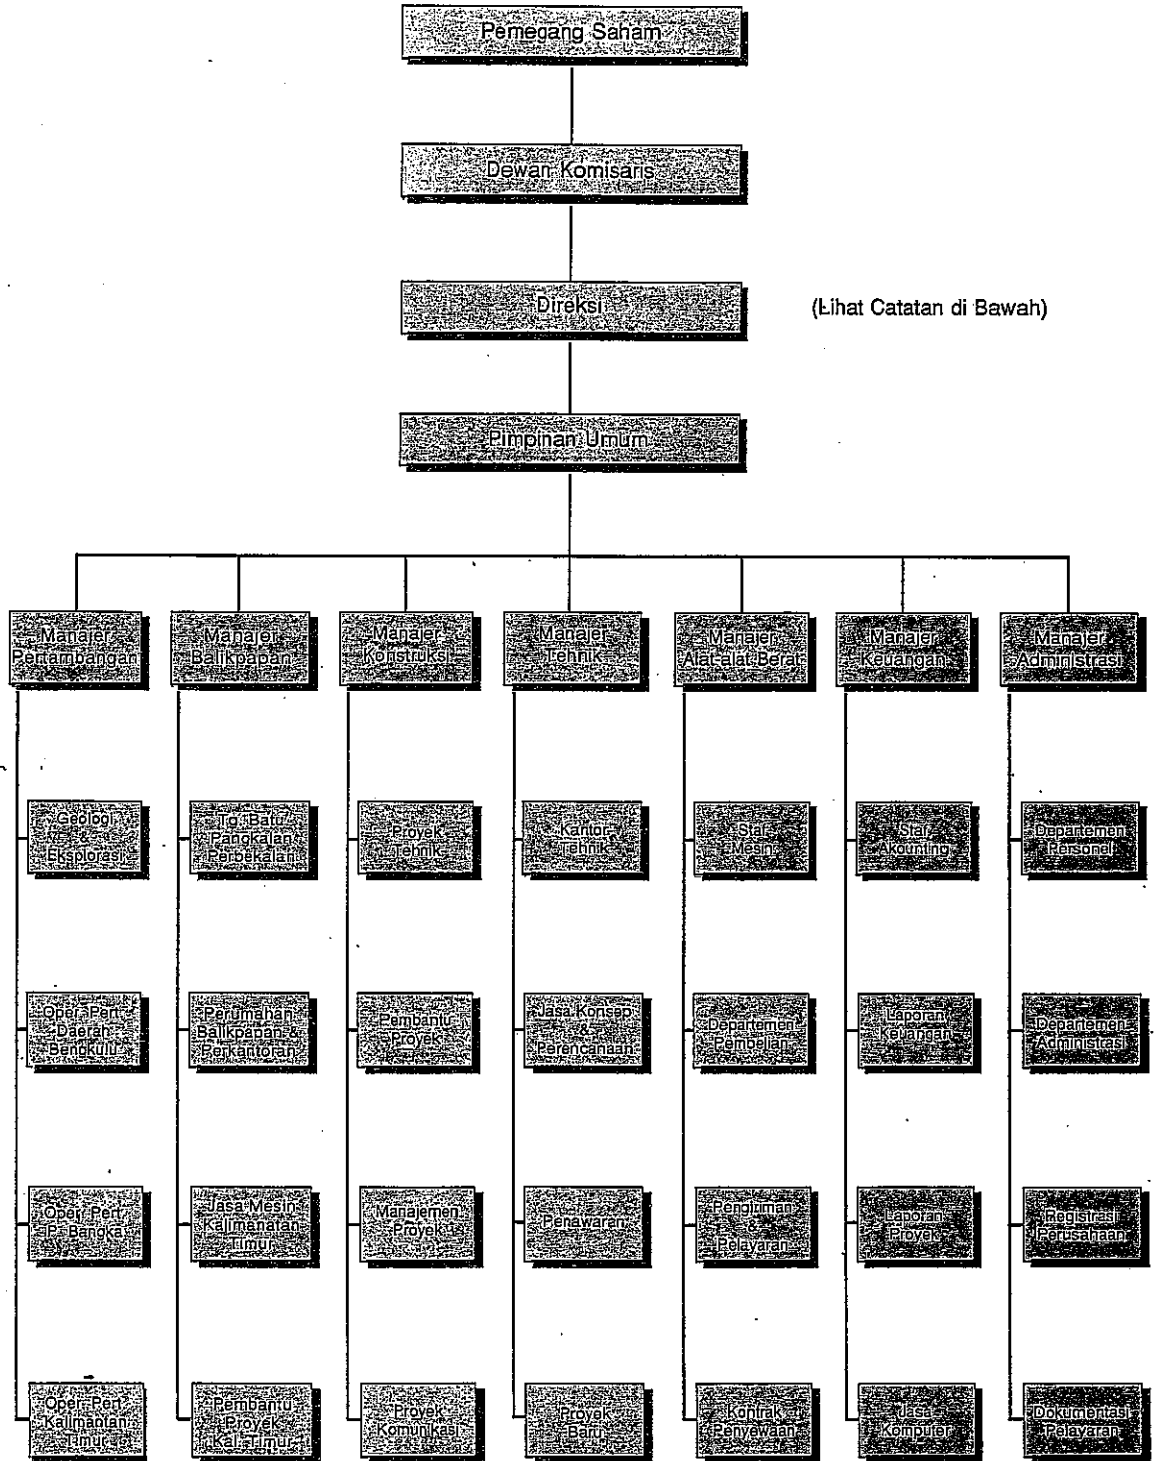 Pemegang Saham
Dewan Komisaris
Direksi
(Lihat Catatan di Bawah)
Pimpinan Umum
Manajer
Pertambangan
Manajer
Balikpapan
Manajer
Konstruksi
Manajer
Tehnik
Manajer
Alat-alat Berat
Manajer
Keuangan
Manajer
Administrasi
Geologi
Eksplorasi
Tg. Batu
Pangkalan
Perbekalan
Proyek
Tehnik
Kantor
Tehnik
Staf
Mesin
Staf
Akounting
Departemen
Personel
Oper. Pert.
Daerah
Bengkulu
Perumahan
Balikpapan &
Perkantoran
Pembantu
Proyek
Jasa Konsep
&
Perencanaan
Departemen
Pembelian
Laporan
Keuangan
Departemen
Administrasi
Oper. Pert.
P. Bangka
Jasa Mesin
Kalimanatan
Timur
Manajemen
Proyek
Penawaran
Pengiriman
&
Pelayaran
Laporan
Proyek
Registrasi
Perusahaan
Oper. Pert.
Kalimantan
Timur
Pembantu
Proyek
Kal. Timur
Proyek
Komunikasi
Proyek
Baru
Kontrak
Penyewaan
Jasa
Komputer
Dokumentasi
Pelayaran